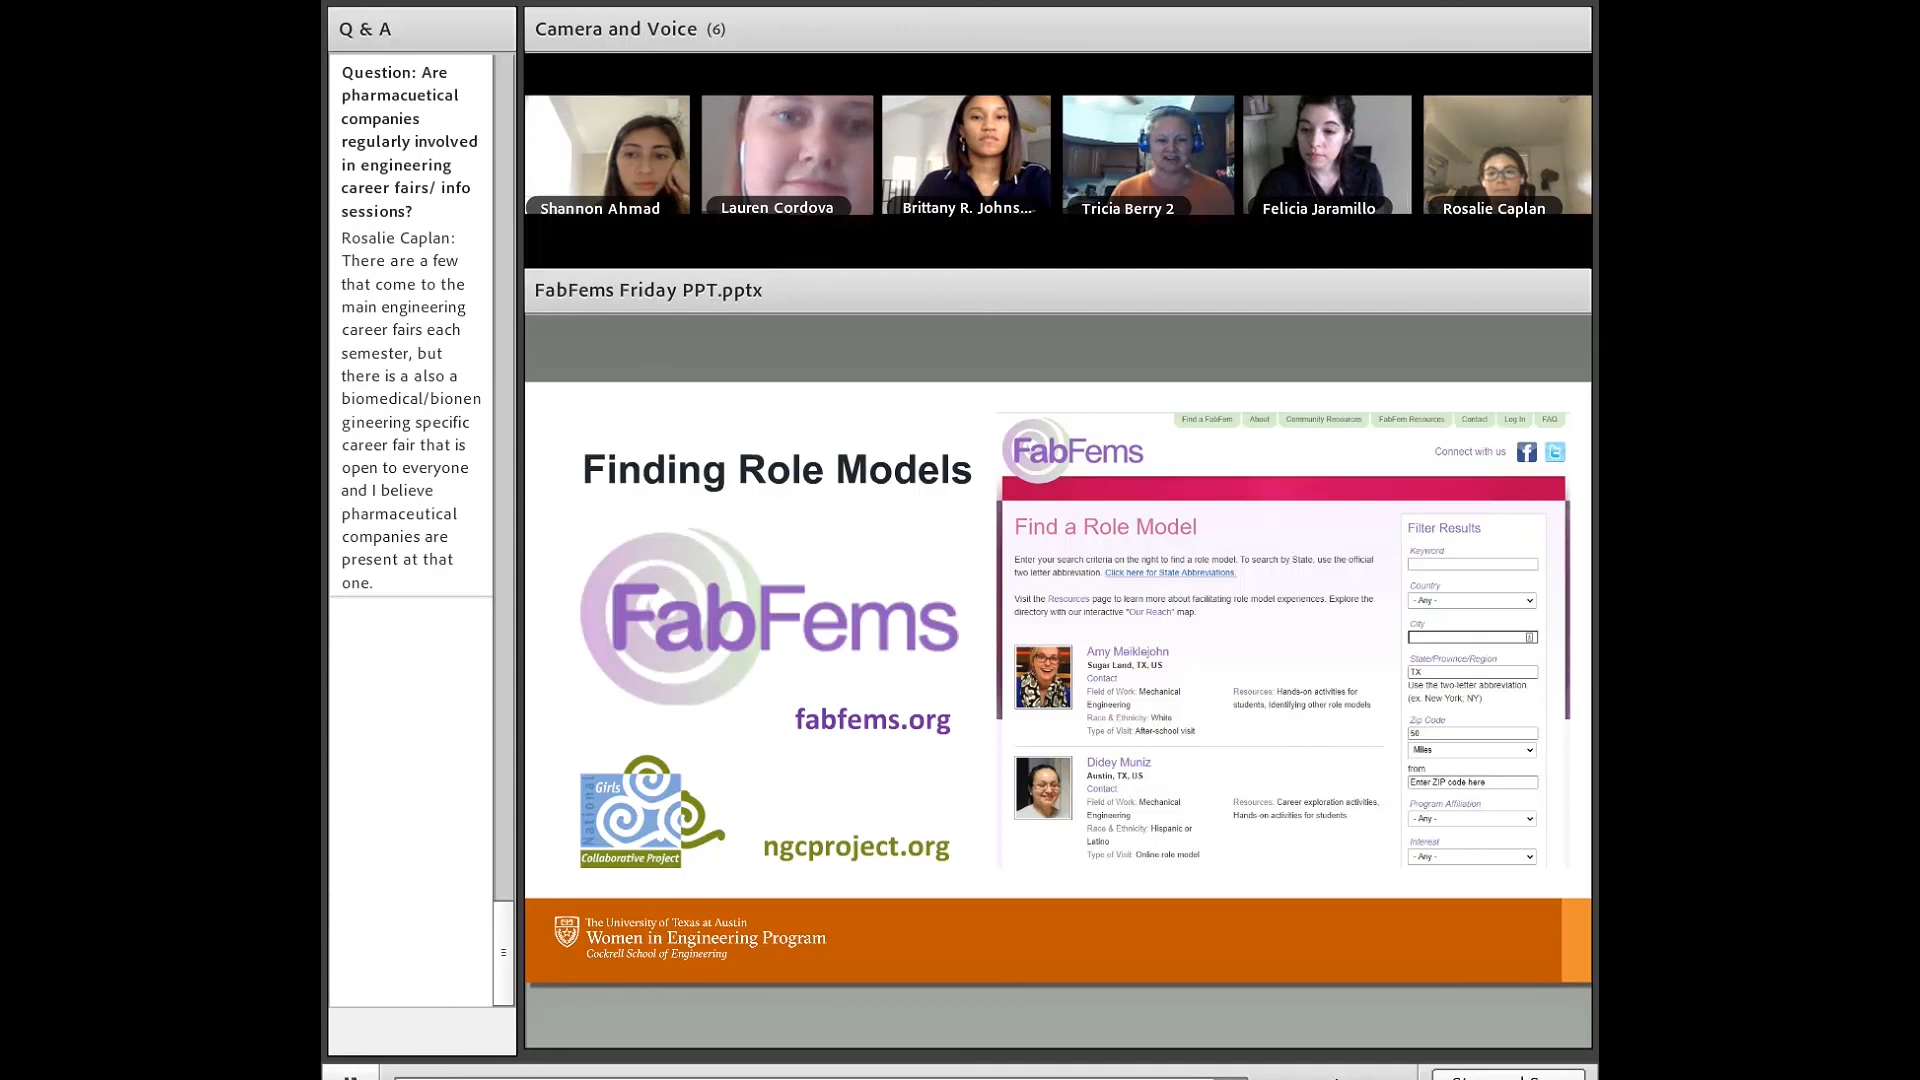 Q & A
Question: Are
pharmacuetical
companies
regularly involved
in engineering
career fairs/ info
sessions?
Rosalie Caplan:
There are a few
that come to the
main engineering
career fairs each
semester, but
there is a also a
biomedical/bionen
gineering specific
career fair that is
open to everyone
and I believe
pharmaceutical
companies are
present at that
one.
Camera and Voice (6)
Shannon Ahmad
Lauren Cordova
Brittany R. Johns...
Tricia Berry 2
Felicia Jaramillo
Rosalie Caplan
FabFems Friday PPT.pptx
Finding Role Models
FabFems
fabfems.org
National
Girls
Collaborative Project
ngcproject.org
Find a FabFem About Community Resources FabFem Resources Contact Log In FAQ
FabFems
Connect with us
Find a Role Model
Enter your search criteria on the right to find a role model. To search by State, use the official
two letter abbreviation. Click here for State Abbreviations.
Visit the Resources page to learn more about facilitating role model experiences. Explore the
directory with our interactive "Our Reach" map.
Amy Meiklejohn
Sugar Land, TX, US
Contact
Field of Work: Mechanical
Engineering
Race & Ethnicity: White
Type of Visit: After-school visit
Resources: Hands-on activities for
students, Identifying other role models
Didey Muniz
Austin, TX, US
Contact
Field of Work: Mechanical
Engineering
Race & Ethnicity: Hispanic or
Latino
Type of Visit: Online role model
Resources: Career exploration activities,
Hands-on activities for students
Filter Results
Keyword
Country
- Any -
City
State/Province/Region
TX
Use the two-letter abbreviation
(ex. New York, NY)
Zip Code
50
Miles
from
Enter ZIP code here
Program Affiliation
- Any -
Interest
- Any -
The University of Texas at Austin
Women in Engineering Program
Cockrell School of Engineering